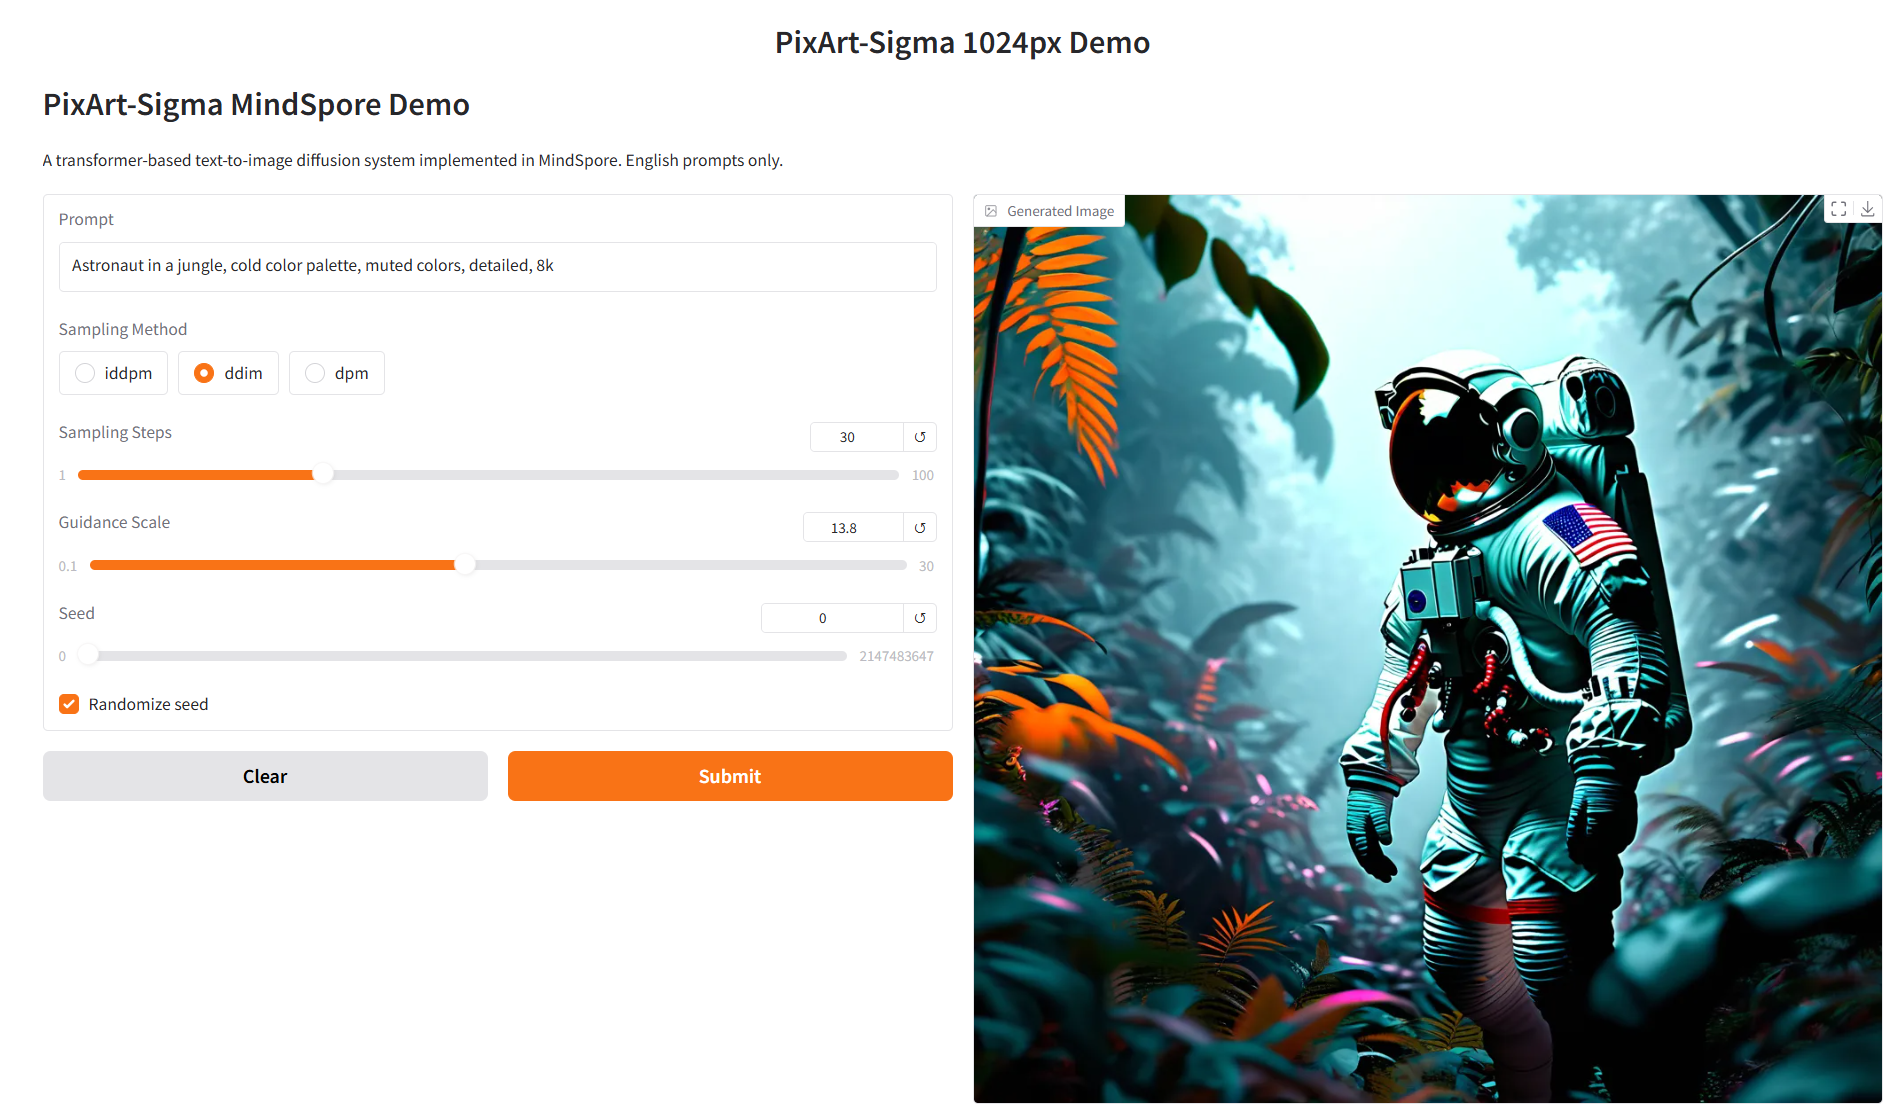 PixArt-Sigma 1024px Demo
PixArt-Sigma MindSpore Demo
A transformer-based text-to-image diffusion system implemented in MindSpore. English prompts only.
Prompt
Astronaut in a jungle, cold color palette, muted colors, detailed, 8k
Sampling Method
iddpm ddim dpm
Sampling Steps 30
1 100
Guidance Scale 13.8
0.1 30
Seed 0
0 2147483647
Randomize seed
Clear Submit
Generated Image